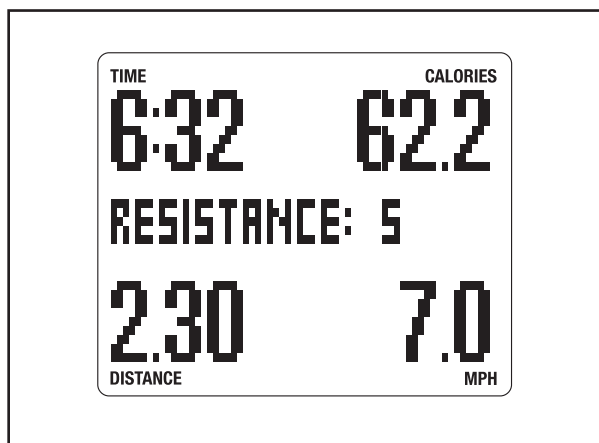 TIME CALORIES
6:32 62.2
RESISTANCE: 5
2.30 7.0
DISTANCE MPH